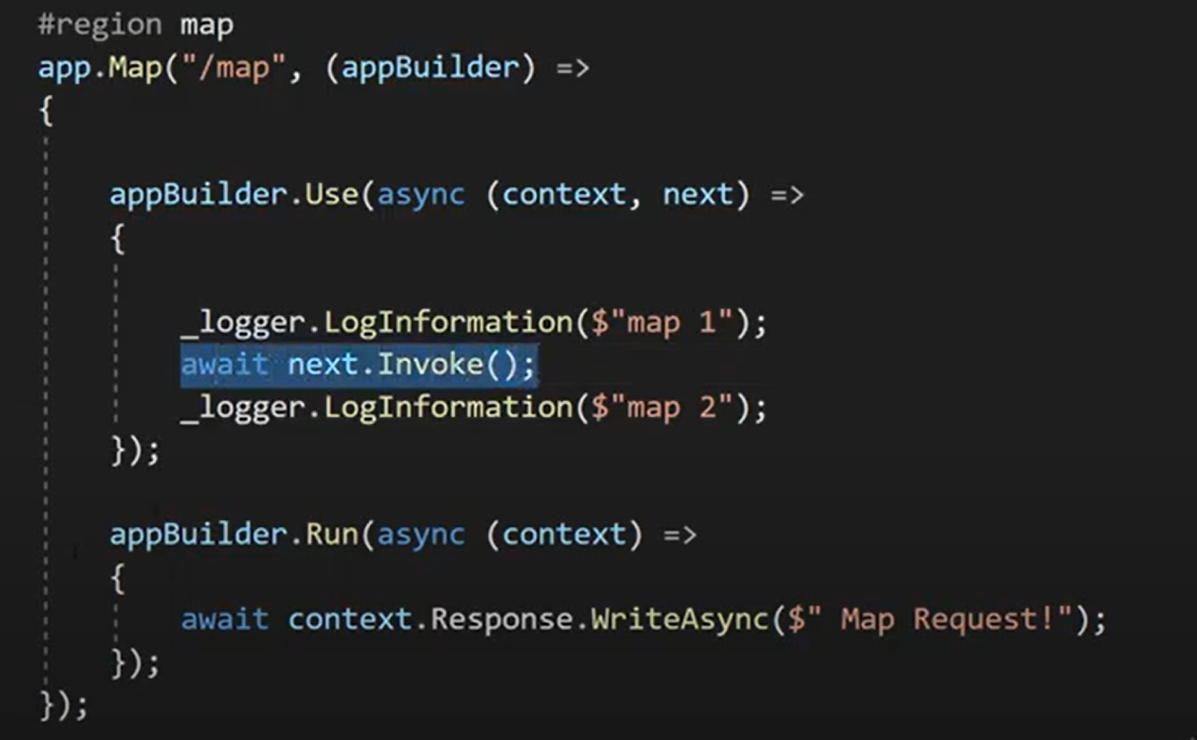 #region map
app.Map("/map", (appBuilder) =>
{
appBuilder.Use(async (context, next) =>
{
_logger.LogInformation($"map 1");
await next.Invoke();
_logger.LogInformation($"map 2");
});
appBuilder.Run(async (context) =>
{
await context.Response.WriteAsync($" Map Request!");
});
});